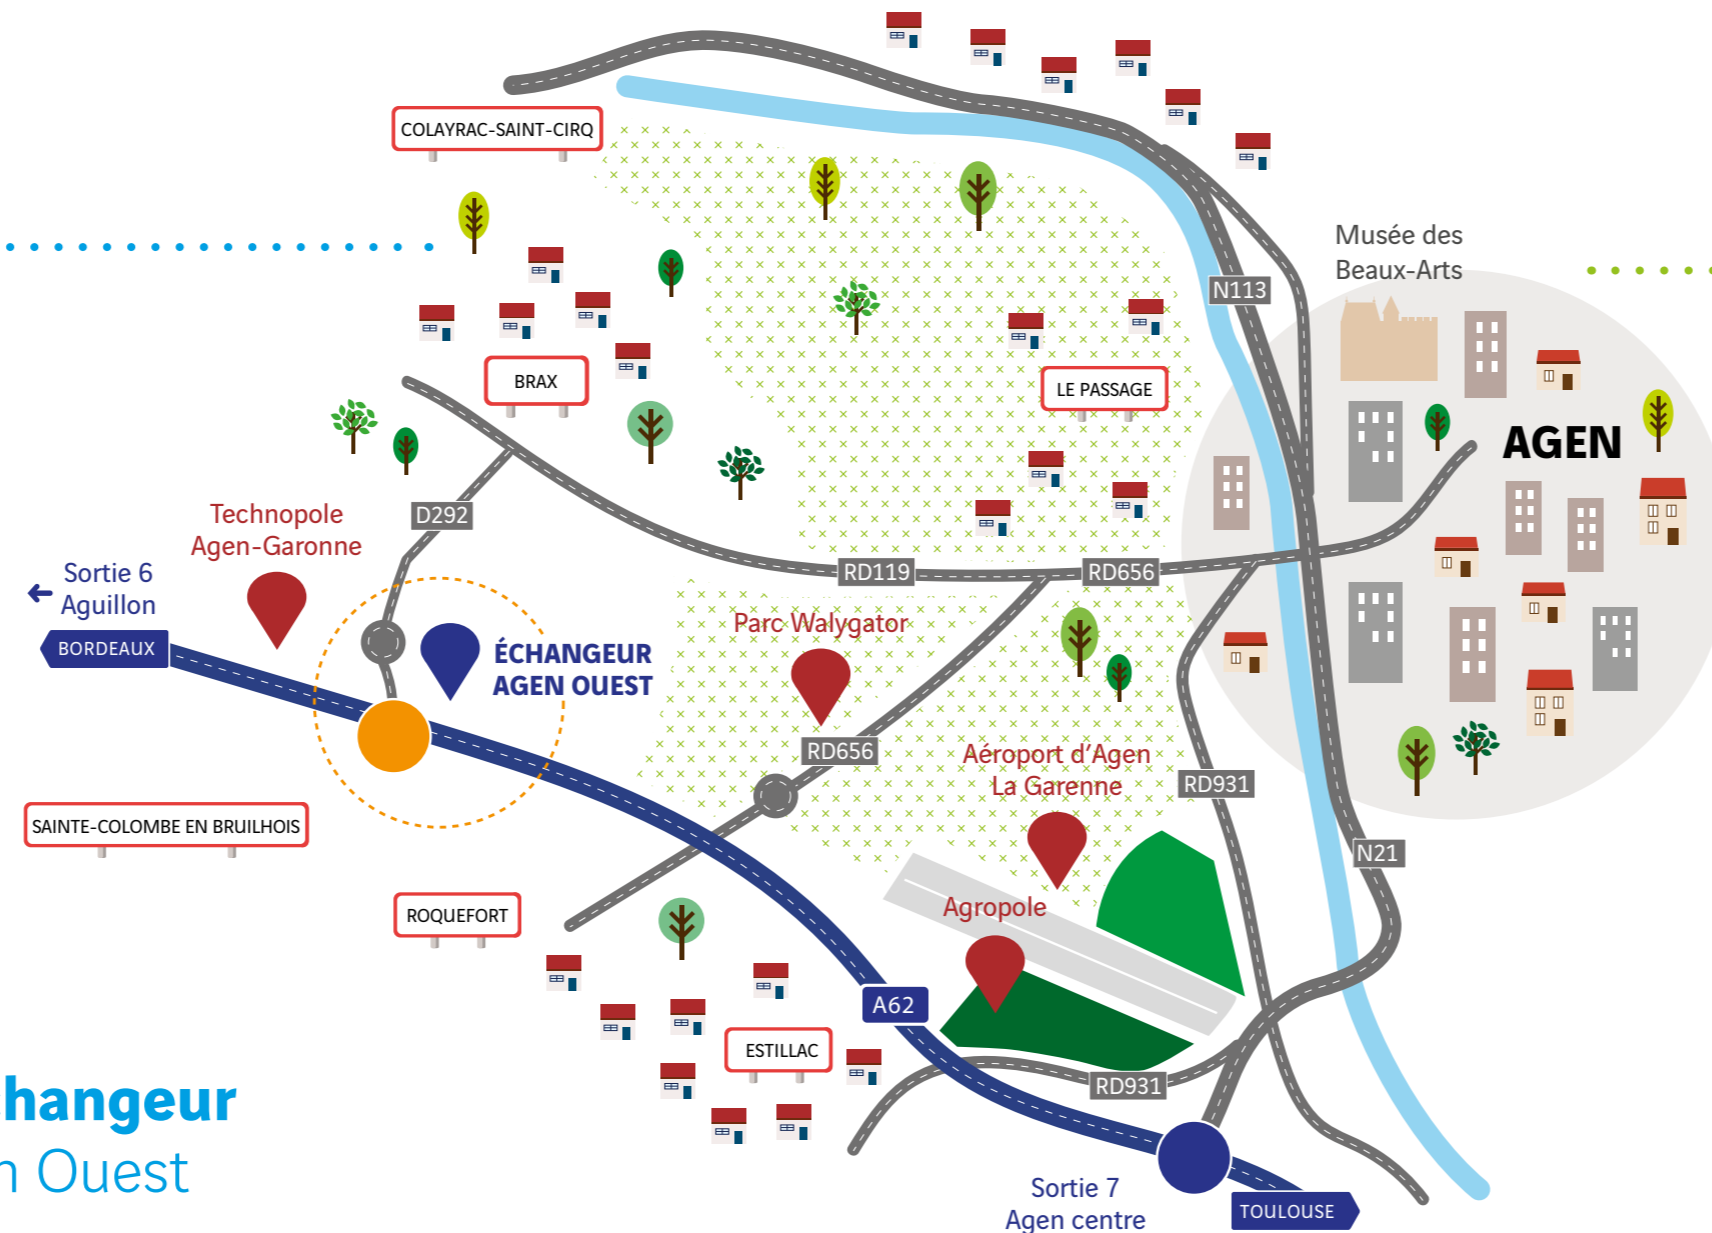 COLAYRAC-SAINT-CIRQ
Musée des
Beaux-Arts
N113
BRAX
LE PASSAGE
AGEN
D292
Technopole
Agen-Garonne
Sortie 6
Aguillon
BORDEAUX
RD119
RD656
Parc Walygator
ÉCHANGEUR
AGEN OUEST
RD656
Aéroport d'Agen
La Garenne
RD931
SAINTE-COLOMBE EN BRUILHOIS
N21
ROQUEFORT
Agropole
A62
ESTILLAC
RD931
hangeur
n Ouest
Sortie 7
Agen centre
TOULOUSE